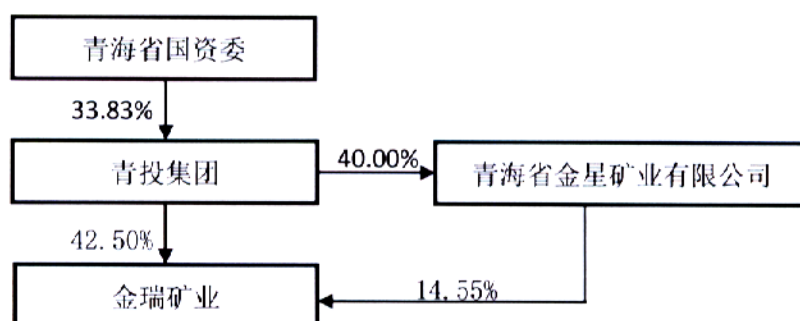 青海省国资委
33.83%
青投集团
40.00%
青海省金星矿业有限公司
42.50%
金瑞矿业
14.55%